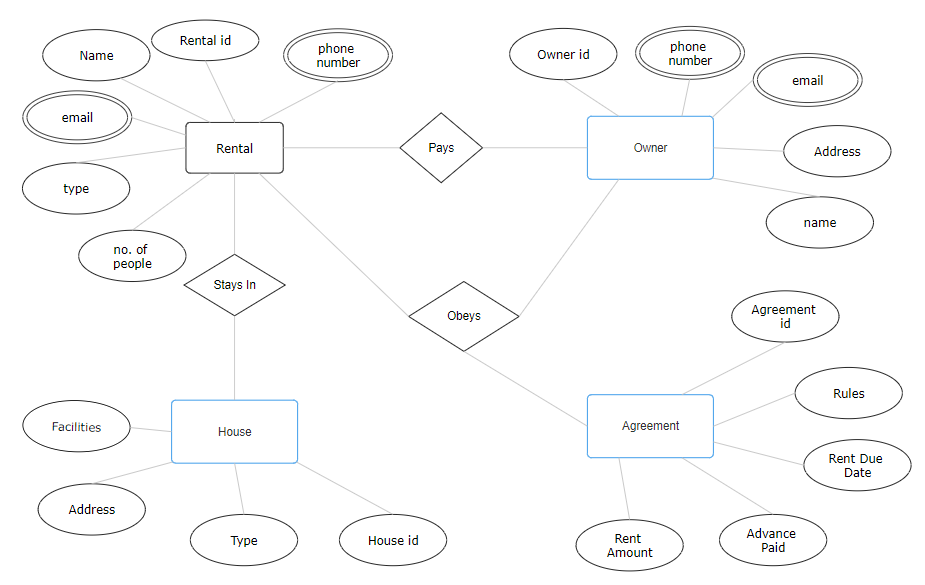 Name
Rental id
phone
number
Owner id
phone
number
email
email
Rental
Pays
Owner
Address
type
name
no. of
people
Stays In
Obeys
Agreement
id
Rules
Facilities
House
Agreement
Rent Due
Date
Address
Type
House id
Rent
Amount
Advance
Paid